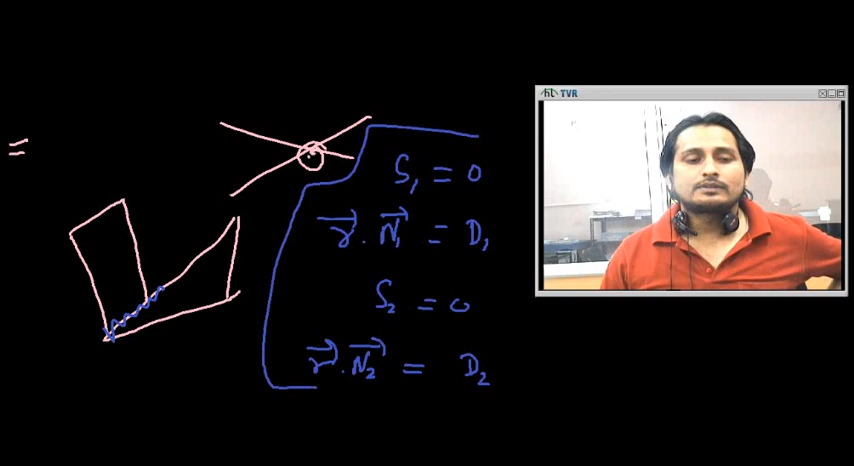 =
S₁ = 0
r⃗ . N⃗₁ = D₁
S₂ = 0
r⃗ . N⃗₂ = D₂
TVR